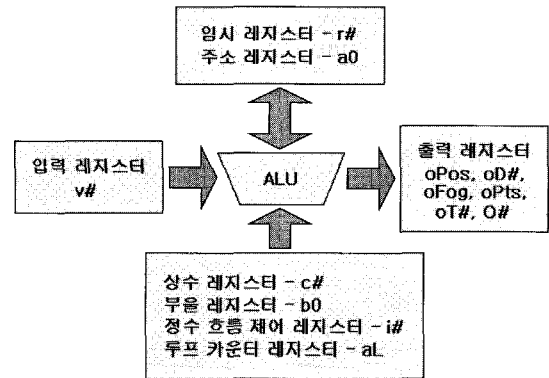 임시 레지스터 - r#
주소 레지스터 - a0
입력 레지스터
v#
ALU
출력 레지스터
oPos, oD#,
oFog, oPts,
oT#, O#
상수 레지스터 - c#
부울 레지스터 - b0
정수 흐름 제어 레지스터 - i#
루프 카운터 레지스터 - aL